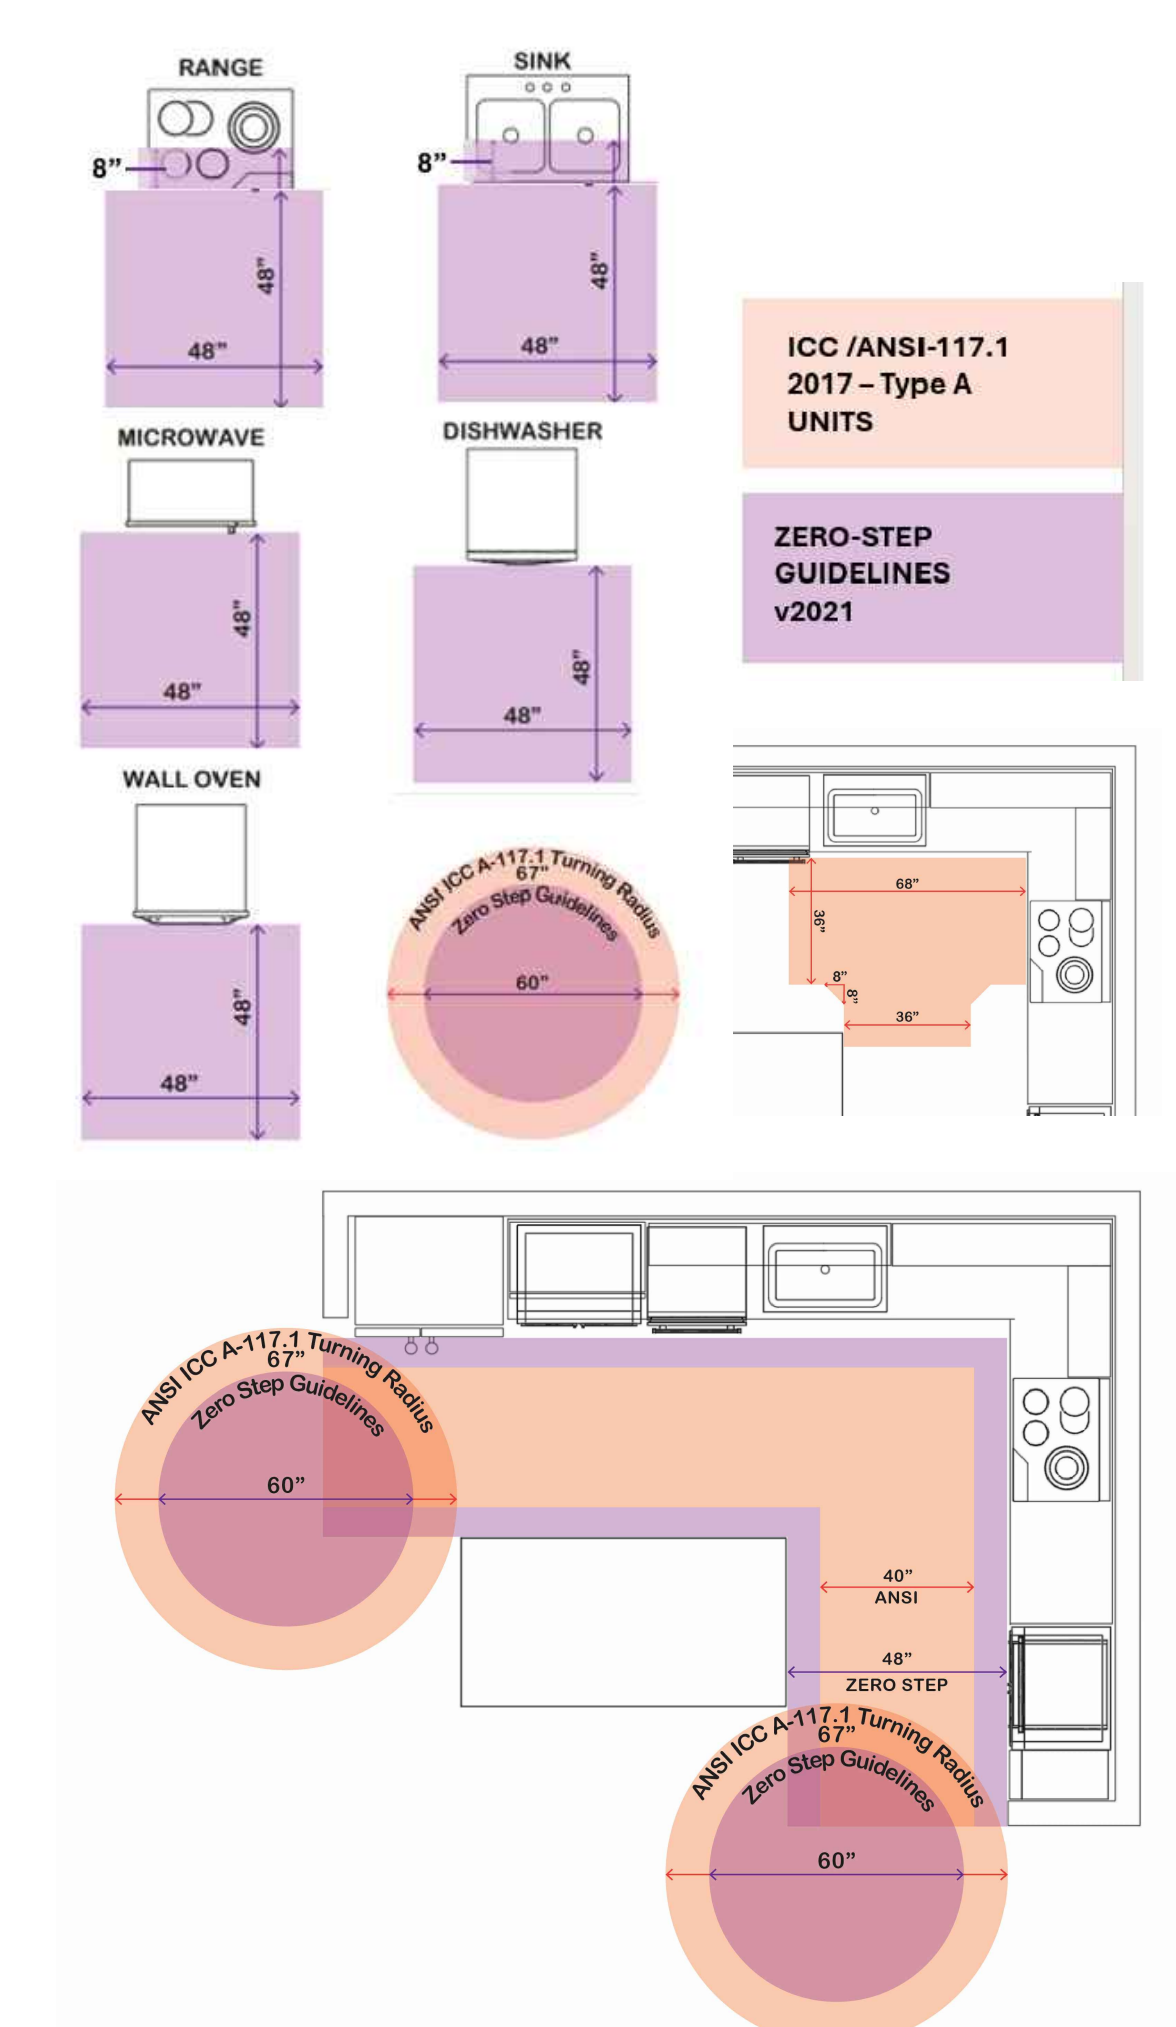 RANGE
8”
48”
48”
SINK
8”
48”
48”
ICC /ANSI-117.1
2017 – Type A
UNITS
ZERO-STEP
GUIDELINES
v2021
MICROWAVE
48”
48”
DISHWASHER
48”
48”
WALL OVEN
48”
48”
ANSI ICC A-117.1 Turning Radius
67”
Zero Step Guidelines
60”
68”
36”
8”
8”
36”
ANSI ICC A-117.1 Turning Radius
67”
Zero Step Guidelines
60”
40”
ANSI
48”
ZERO STEP
ANSI ICC A-117.1 Turning Radius
67”
Zero Step Guidelines
60”